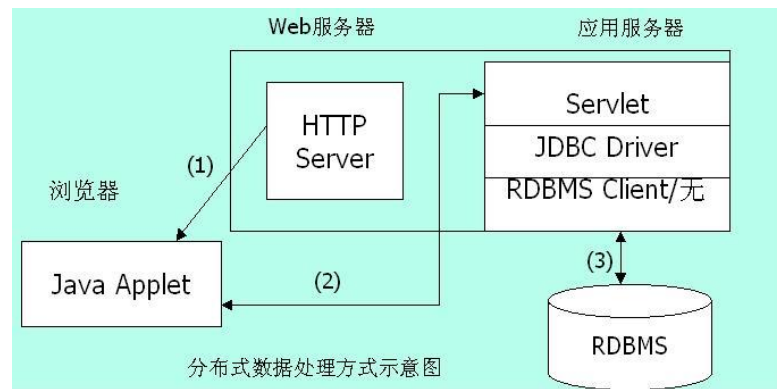 Web服务器
应用服务器
HTTP
Server
Servlet
JDBC Driver
RDBMS Client/无
(1)
浏览器
Java Applet
(2)
(3)
RDBMS
分布式数据处理方式示意图